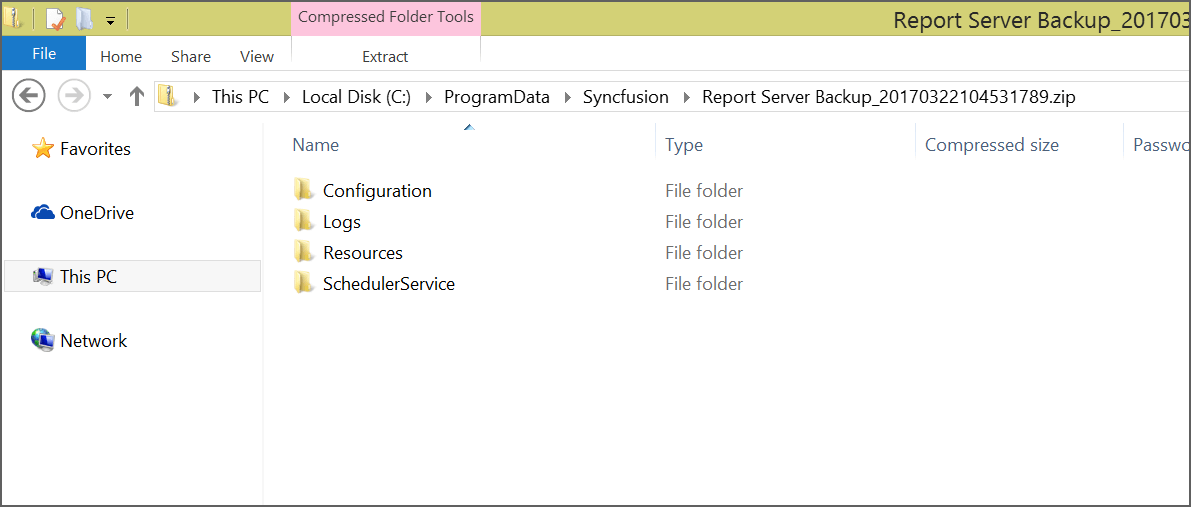 Compressed Folder Tools
Report Server Backup_201703
File Home Share View Extract
This PC Local Disk (C:) ProgramData Syncfusion Report Server Backup_20170322104531789.zip
Name Type Compressed size Passwo
Favorites
OneDrive
This PC
Network
Configuration File folder
Logs File folder
Resources File folder
SchedulerService File folder